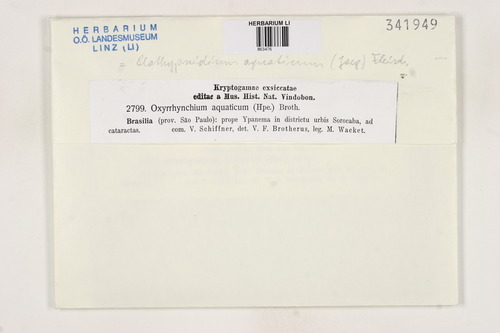 HERBARIUM
O.Ö. LANDESMUSEUM
LINZ (LI)
HERBARIUM LI
341949
= Platyhypnidium aquaticum (Jaeg) Fleisch.
Kryptogamae exsiccatae
editae a Mus. Hist. Nat. Vindobon.
2799. Oxyrrhynchium aquaticum (Hpe.) Broth.
Brasilia (prov. São Paulo): prope Ypanema in districtu urbis Sorocaba, ad
cataractas. com. V. Schiffner, det. V. F. Brotherus, leg. M. Wacket.